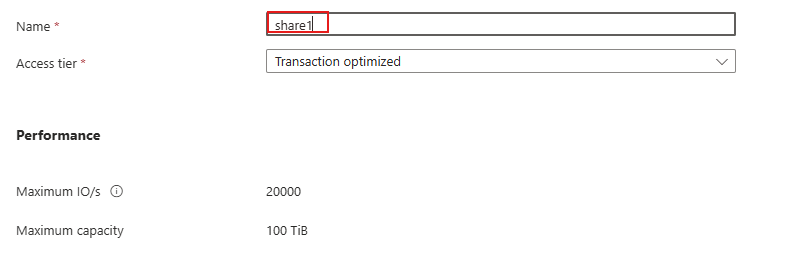 Name *
share1
Access tier *
Transaction optimized
Performance
Maximum IO/s
20000
Maximum capacity
100 TiB